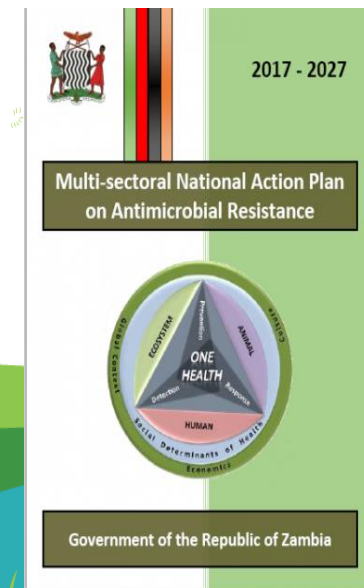 2017 - 2027
Multi-sectoral National Action Plan
on Antimicrobial Resistance
Global Context
Culture
ECOSYSTEM
Prevention
ANIMAL
ONE
HEALTH
Detection
Response
HUMAN
Social Determinants of Health
Economics
Government of the Republic of Zambia